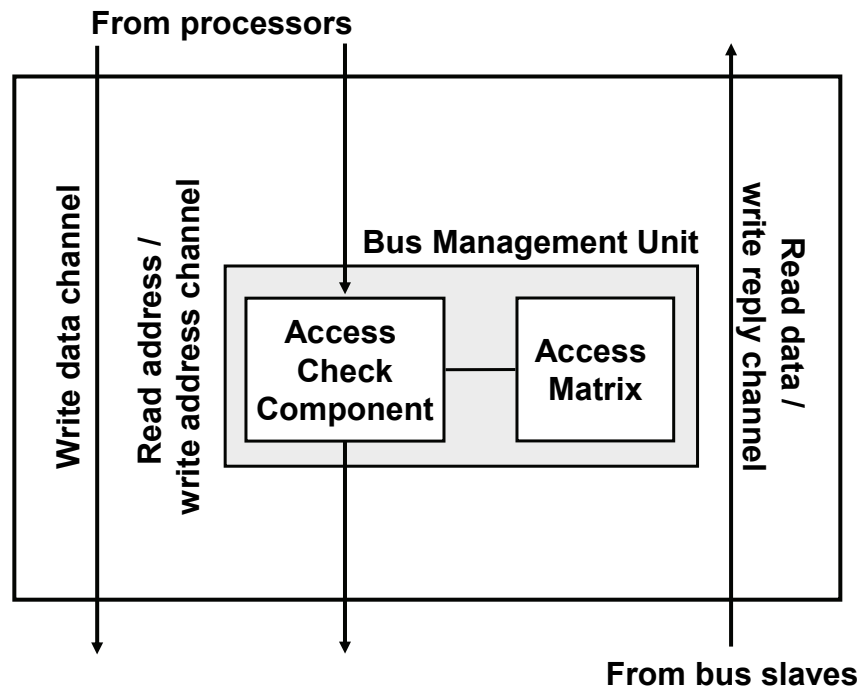 From processors
Write data channel
Read address /
write address channel
Bus Management Unit
Access
Check
Component
Access
Matrix
Read data /
write reply channel
From bus slaves